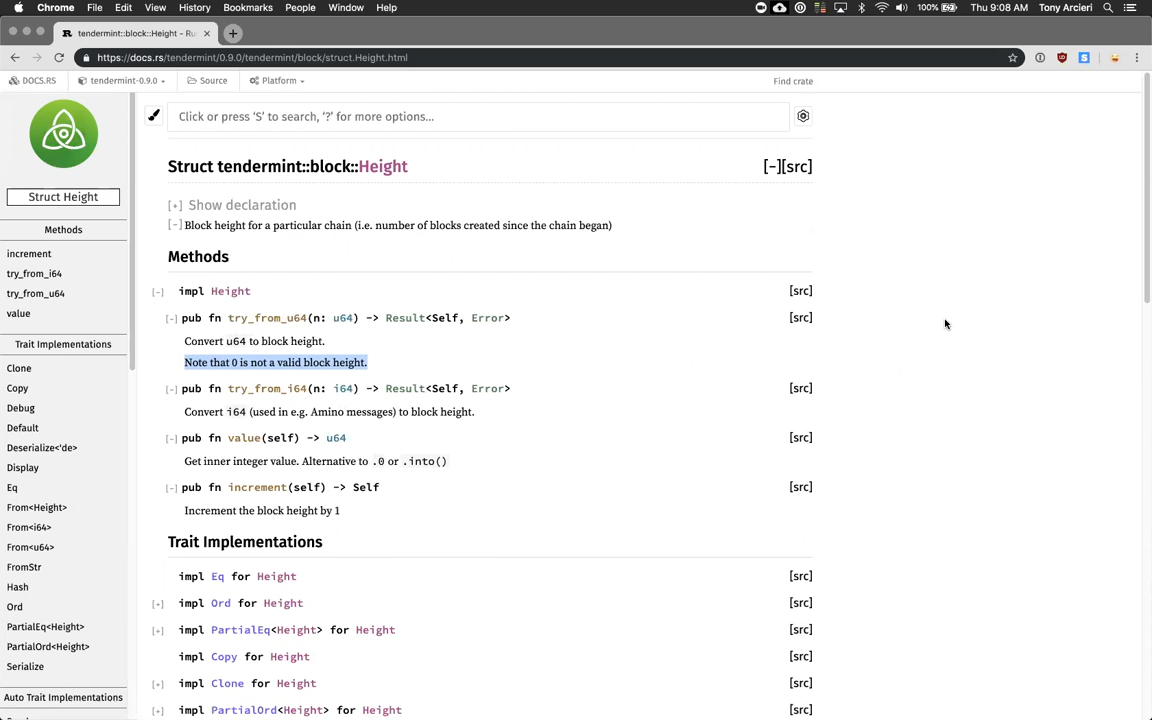 Chrome File Edit View History Bookmarks People Window Help 100% Thu 9:08 AM Tony Arcieri
tendermint::block::Height - Ru
https://docs.rs/tendermint/0.9.0/tendermint/block/struct.Height.html
DOCS.RS tendermint-0.9.0 Source Platform Find crate
Click or press ‘S’ to search, ‘?’ for more options…
Struct Height
Methods
increment
try_from_i64
try_from_u64
value
Trait Implementations
Clone
Copy
Debug
Default
Deserialize<'de>
Display
Eq
From<Height>
From<i64>
From<u64>
FromStr
Hash
Ord
PartialEq<Height>
PartialOrd<Height>
Serialize
Auto Trait Implementations
Struct tendermint::block::Height [-][src]
[+] Show declaration
[-] Block height for a particular chain (i.e. number of blocks created since the chain began)
Methods
[-] impl Height [src]
[-] pub fn try_from_u64(n: u64) -> Result<Self, Error> [src]
Convert u64 to block height.
Note that 0 is not a valid block height.
[-] pub fn try_from_i64(n: i64) -> Result<Self, Error> [src]
Convert i64 (used in e.g. Amino messages) to block height.
[-] pub fn value(self) -> u64 [src]
Get inner integer value. Alternative to .0 or .into()
[-] pub fn increment(self) -> Self [src]
Increment the block height by 1
Trait Implementations
impl Eq for Height [src]
[+] impl Ord for Height [src]
[+] impl PartialEq<Height> for Height [src]
impl Copy for Height [src]
[+] impl Clone for Height [src]
[+] impl PartialOrd<Height> for Height [src]